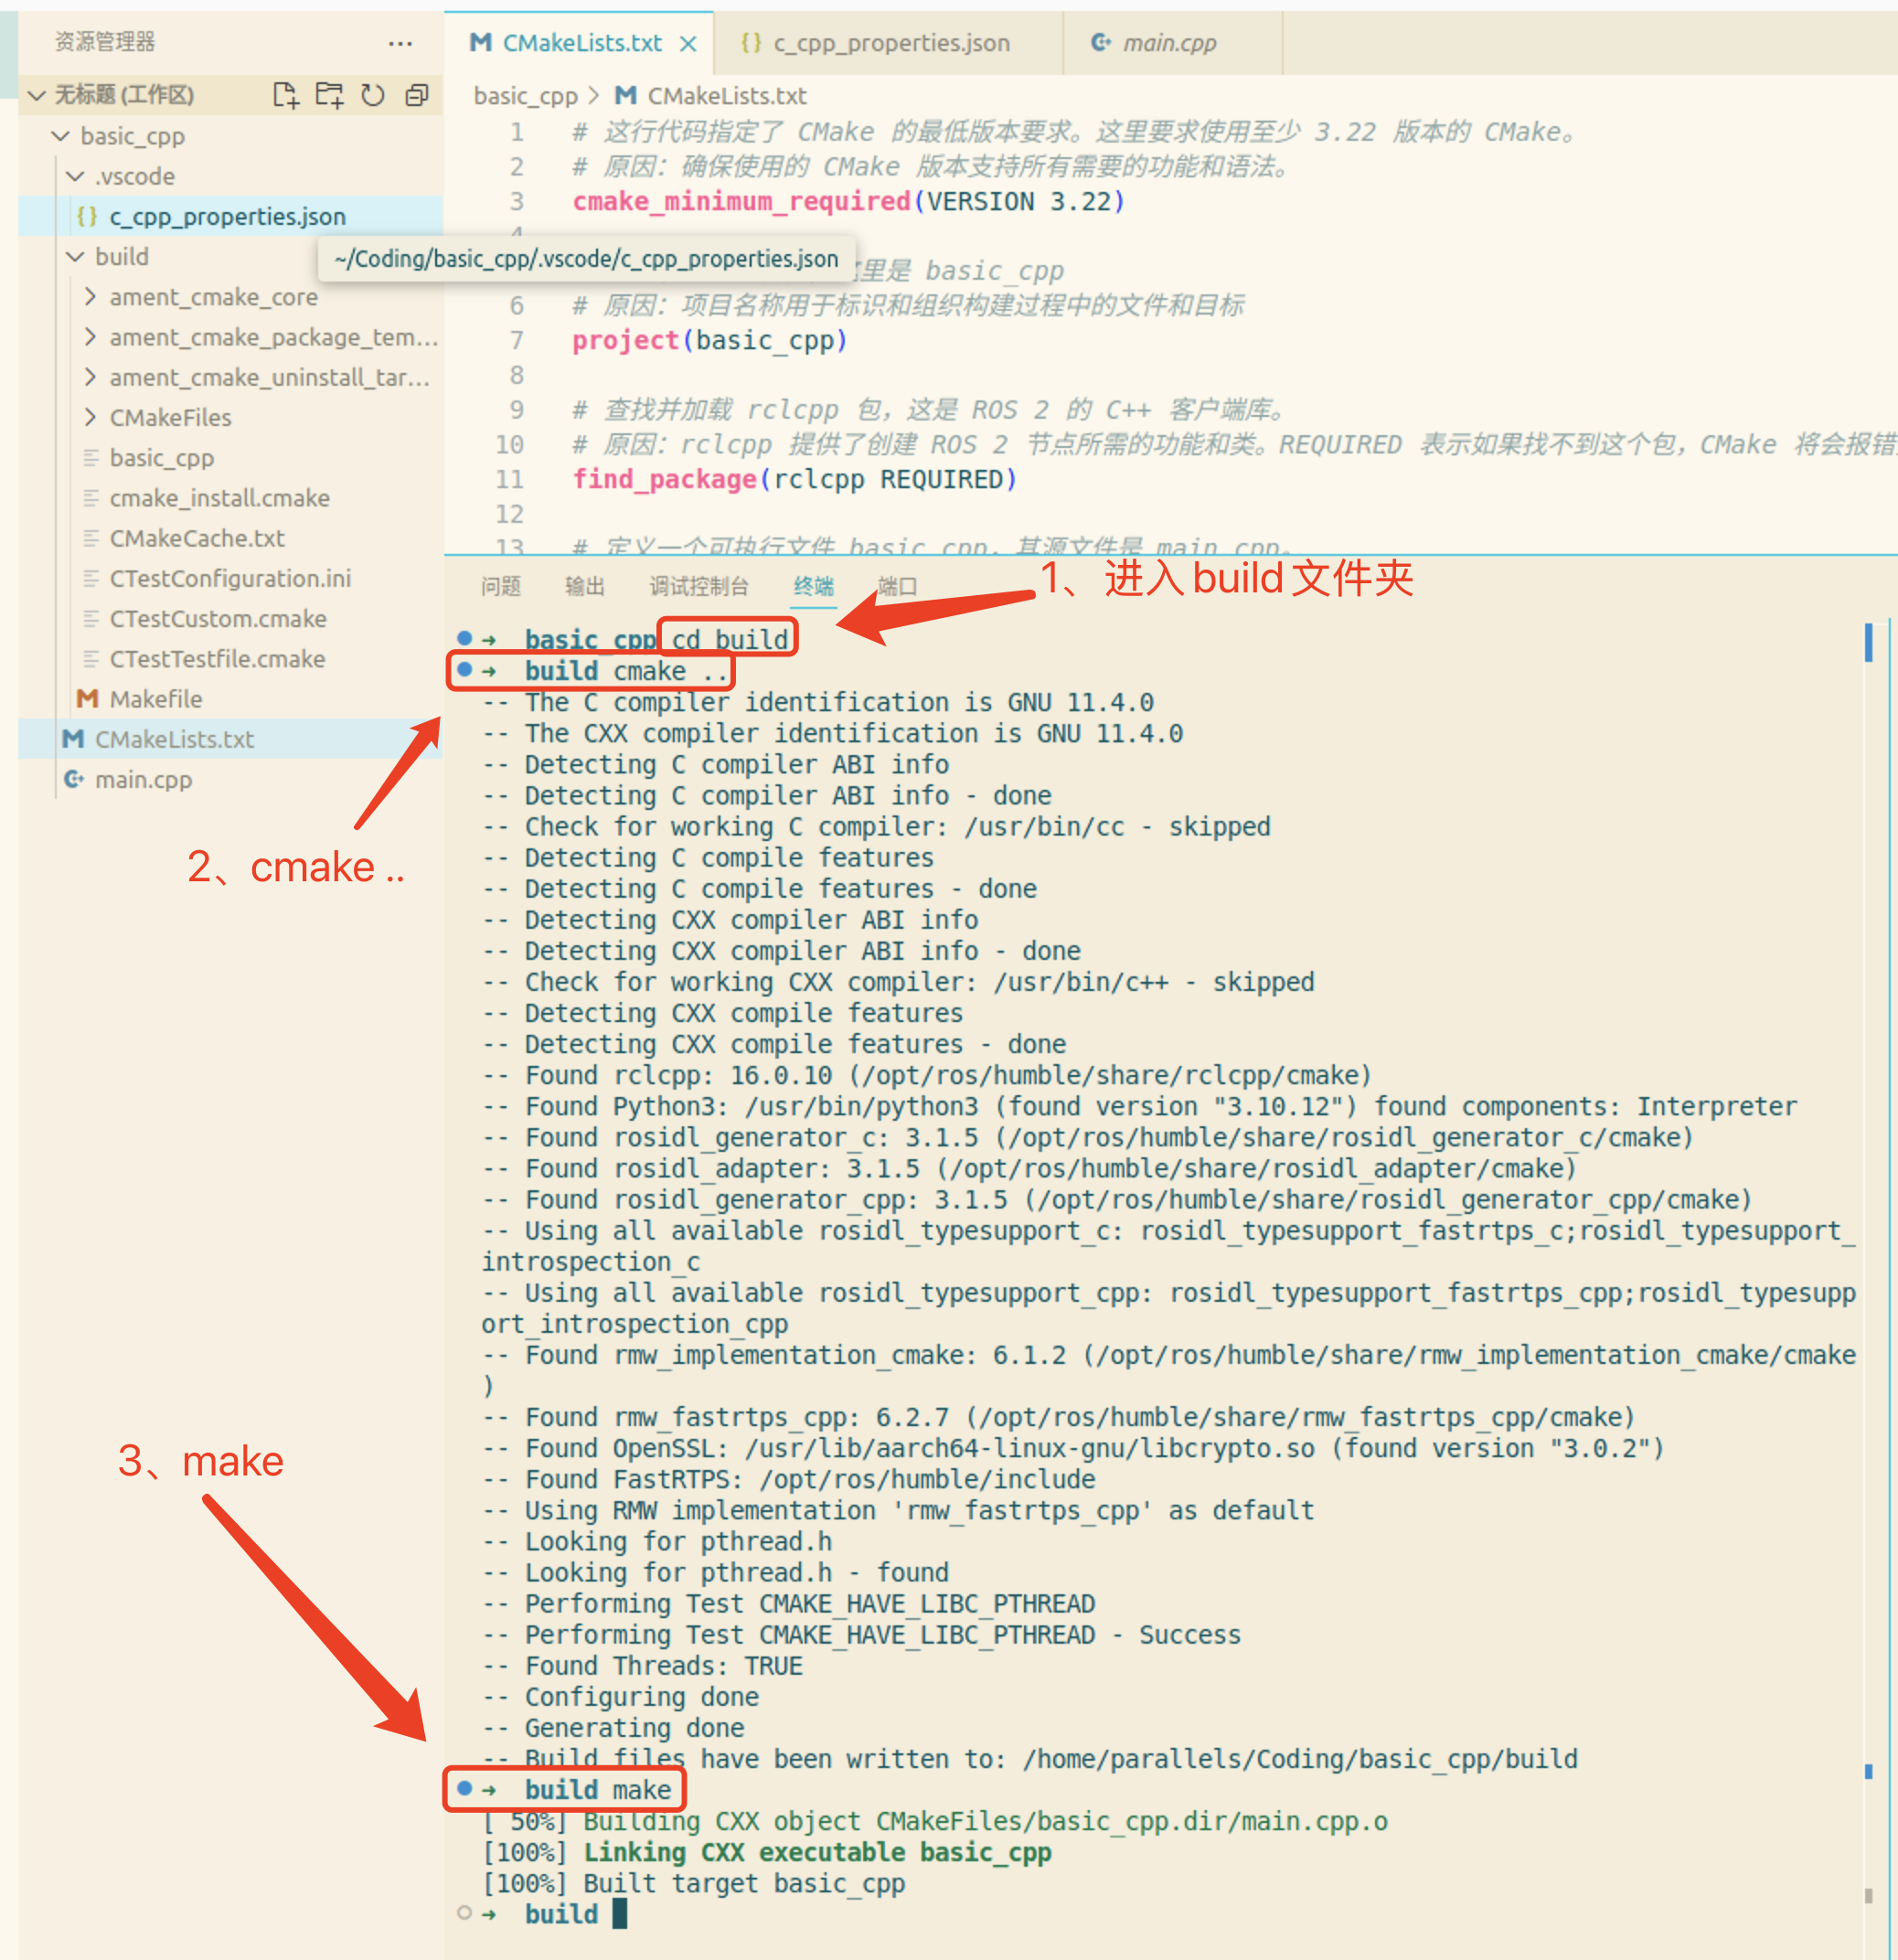 资源管理器
无标题 (工作区)
basic_cpp
.vscode
c_cpp_properties.json
build
ament_cmake_core
ament_cmake_package_tem...
ament_cmake_uninstall_tar...
CMakeFiles
basic_cpp
cmake_install.cmake
CMakeCache.txt
CTestConfiguration.ini
CTestCustom.cmake
CTestTestfile.cmake
Makefile
CMakeLists.txt
main.cpp
~/Coding/basic_cpp/.vscode/c_cpp_properties.json
CMakeLists.txt
c_cpp_properties.json
main.cpp
basic_cpp > CMakeLists.txt
1 # 这行代码指定了 CMake 的最低版本要求。这里要求使用至少 3.22 版本的 CMake。
2 # 原因：确保使用的 CMake 版本支持所有需要的功能和语法。
3 cmake_minimum_required(VERSION 3.22)
4
里是 basic_cpp
6 # 原因：项目名称用于标识和组织构建过程中的文件和目标
7 project(basic_cpp)
8
9 # 查找并加载 rclcpp 包，这是 ROS 2 的 C++ 客户端库。
10 # 原因：rclcpp 提供了创建 ROS 2 节点所需的功能和类。REQUIRED 表示如果找不到这个包，CMake 将会报错
11 find_package(rclcpp REQUIRED)
12
13 # 定义一个可执行文件 basic_cpp，其源文件是 main.cpp。
问题 输出 调试控制台 终端 端口
1、进入 build 文件夹
➜ basic_cpp cd build
➜ build cmake ..
-- The C compiler identification is GNU 11.4.0
-- The CXX compiler identification is GNU 11.4.0
-- Detecting C compiler ABI info
-- Detecting C compiler ABI info - done
-- Check for working C compiler: /usr/bin/cc - skipped
-- Detecting C compile features
-- Detecting C compile features - done
-- Detecting CXX compiler ABI info
-- Detecting CXX compiler ABI info - done
-- Check for working CXX compiler: /usr/bin/c++ - skipped
-- Detecting CXX compile features
-- Detecting CXX compile features - done
-- Found rclcpp: 16.0.10 (/opt/ros/humble/share/rclcpp/cmake)
-- Found Python3: /usr/bin/python3 (found version "3.10.12") found components: Interpreter
-- Found rosidl_generator_c: 3.1.5 (/opt/ros/humble/share/rosidl_generator_c/cmake)
-- Found rosidl_adapter: 3.1.5 (/opt/ros/humble/share/rosidl_adapter/cmake)
-- Found rosidl_generator_cpp: 3.1.5 (/opt/ros/humble/share/rosidl_generator_cpp/cmake)
-- Using all available rosidl_typesupport_c: rosidl_typesupport_fastrtps_c;rosidl_typesupport_
introspection_c
-- Using all available rosidl_typesupport_cpp: rosidl_typesupport_fastrtps_cpp;rosidl_typesupp
ort_introspection_cpp
-- Found rmw_implementation_cmake: 6.1.2 (/opt/ros/humble/share/rmw_implementation_cmake/cmake
)
-- Found rmw_fastrtps_cpp: 6.2.7 (/opt/ros/humble/share/rmw_fastrtps_cpp/cmake)
-- Found OpenSSL: /usr/lib/aarch64-linux-gnu/libcrypto.so (found version "3.0.2")
-- Found FastRTPS: /opt/ros/humble/include
-- Using RMW implementation 'rmw_fastrtps_cpp' as default
-- Looking for pthread.h
-- Looking for pthread.h - found
-- Performing Test CMAKE_HAVE_LIBC_PTHREAD
-- Performing Test CMAKE_HAVE_LIBC_PTHREAD - Success
-- Found Threads: TRUE
-- Configuring done
-- Generating done
-- Build files have been written to: /home/parallels/Coding/basic_cpp/build
➜ build make
[ 50%] Building CXX object CMakeFiles/basic_cpp.dir/main.cpp.o
[100%] Linking CXX executable basic_cpp
[100%] Built target basic_cpp
➜ build
2、cmake ..
3、make